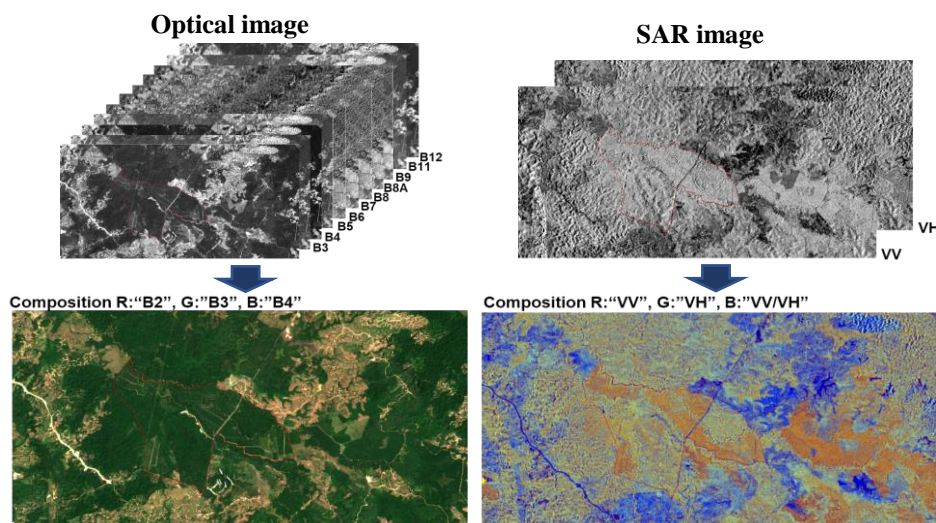 Optical image
SAR image
B12
B11
B9
B8A
B8
B7
B6
B5
B4
B3
VH
VV
Composition R:“B2”, G:”B3”, B:”B4”
Composition R:“VV”, G:”VH”, B:”VV/VH”